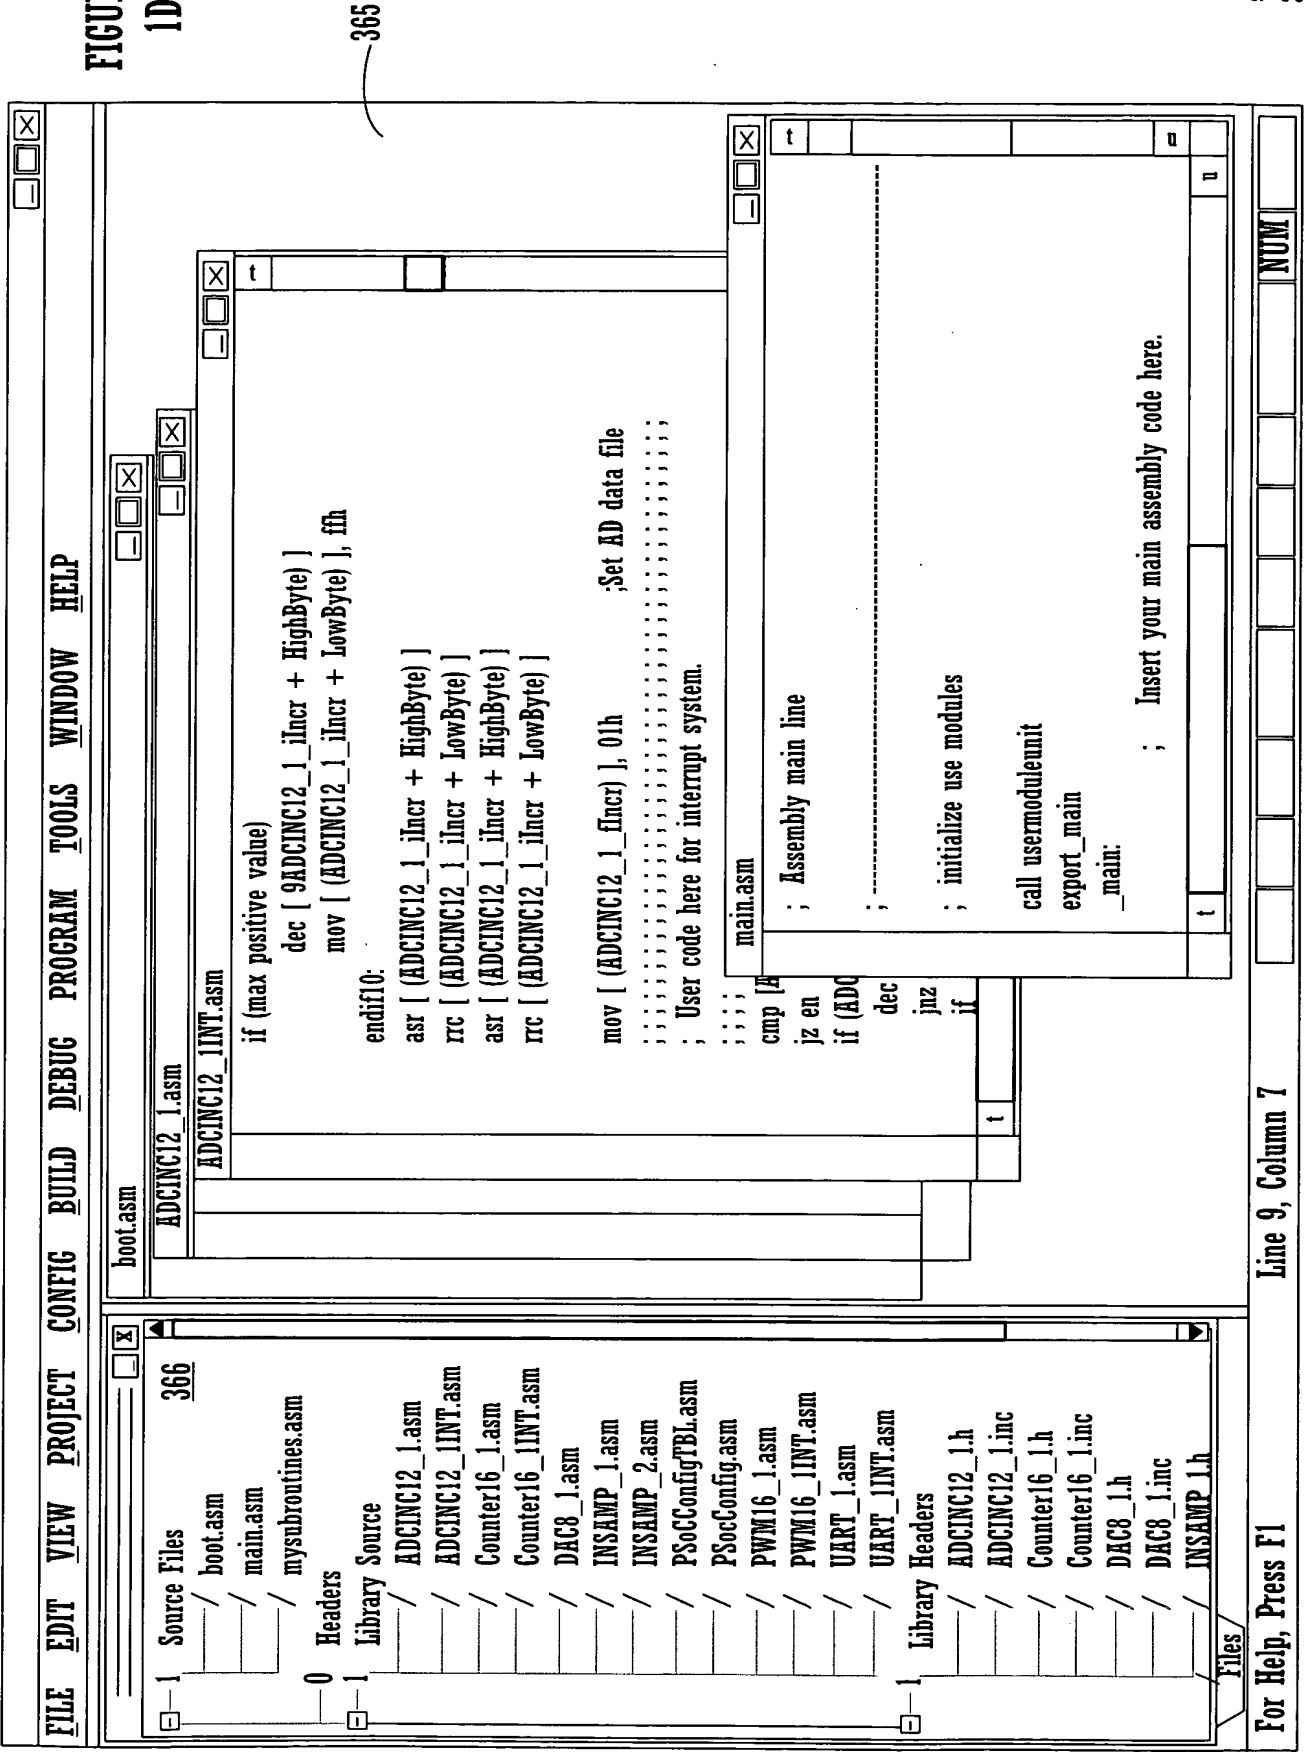 FIGU
1D
365
FILE EDIT VIEW PROJECT CONFIG BUILD DEBUG PROGRAM TOOLS WINDOW HELP
366
1 Source Files
boot.asm
main.asm
mysubroutines.asm
0 Headers
1 Library Source
ADCINC12_1.asm
ADCINC12_1INT.asm
Counter16_1.asm
Counter16_1INT.asm
DAC8_1.asm
INSAMP_1.asm
INSAMP_2.asm
PSoCConfigTBL.asm
PSocConfig.asm
PWM16_1.asm
PWM16_1INT.asm
UART_1.asm
UART_1INT.asm
1 Library Headers
ADCINC12_1.h
ADCINC12_1.inc
Counter16_1.h
Counter16_1.inc
DAC8_1.h
DAC8_1.inc
INSAMP_1.h
Files
boot.asm
ADCINC12_1.asm
ADCINC12_1INT.asm
t
if (max positive value)
dec [ 9ADCINC12_1_iIncr + HighByte) ]
mov [ (ADCINC12_1_iIncr + LowByte) ], ffh
endif10:
asr [ (ADCINC12_1_iIncr + HighByte) ]
rrc [ (ADCINC12_1_iIncr + LowByte) ]
asr [ (ADCINC12_1_iIncr + HighByte) ]
rrc [ (ADCINC12_1_iIncr + LowByte) ]
mov [ (ADCINC12_1_fIncr) ], 01h ;Set AD data file
; User code here for interrupt system.
; ; ; ;
cmp [A
jz en
if (ADC
dec
jnz
if
t
main.asm
; Assembly main line
; ------------------------------------------------
; initialize use modules
call usermoduleunit
export_main
_main:
; Insert your main assembly code here.
t
u
For Help, Press F1 Line 9, Column 7 NUM